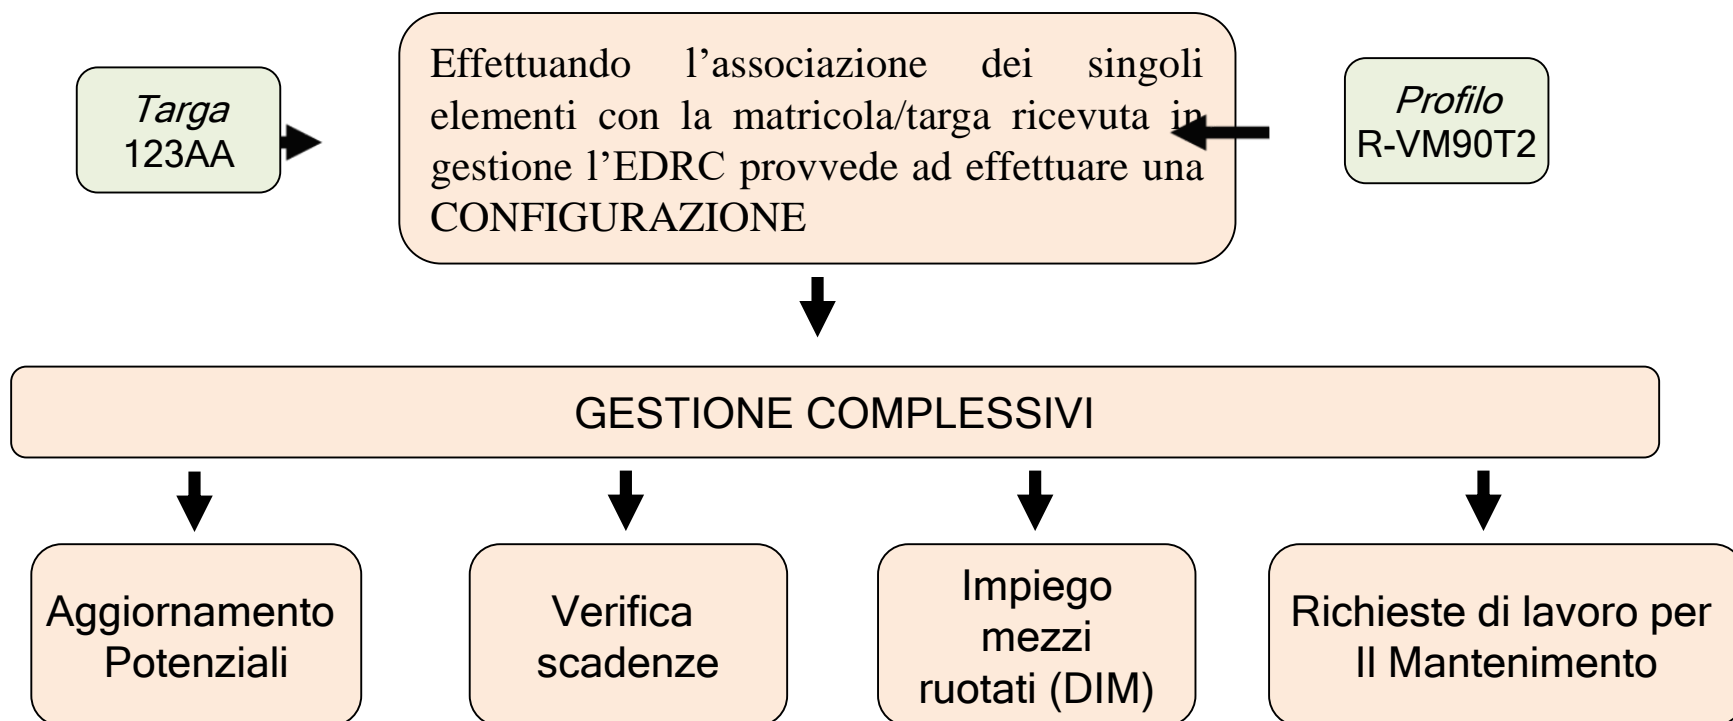 Targa
123AA
Effettuando l’associazione dei singoli
elementi con la matricola/targa ricevuta in
gestione l’EDRC provvede ad effettuare una
CONFIGURAZIONE
Profilo
R-VM90T2
GESTIONE COMPLESSIVI
Aggiornamento
Potenziali
Verifica
scadenze
Impiego
mezzi
ruotati (DIM)
Richieste di lavoro per
II Mantenimento